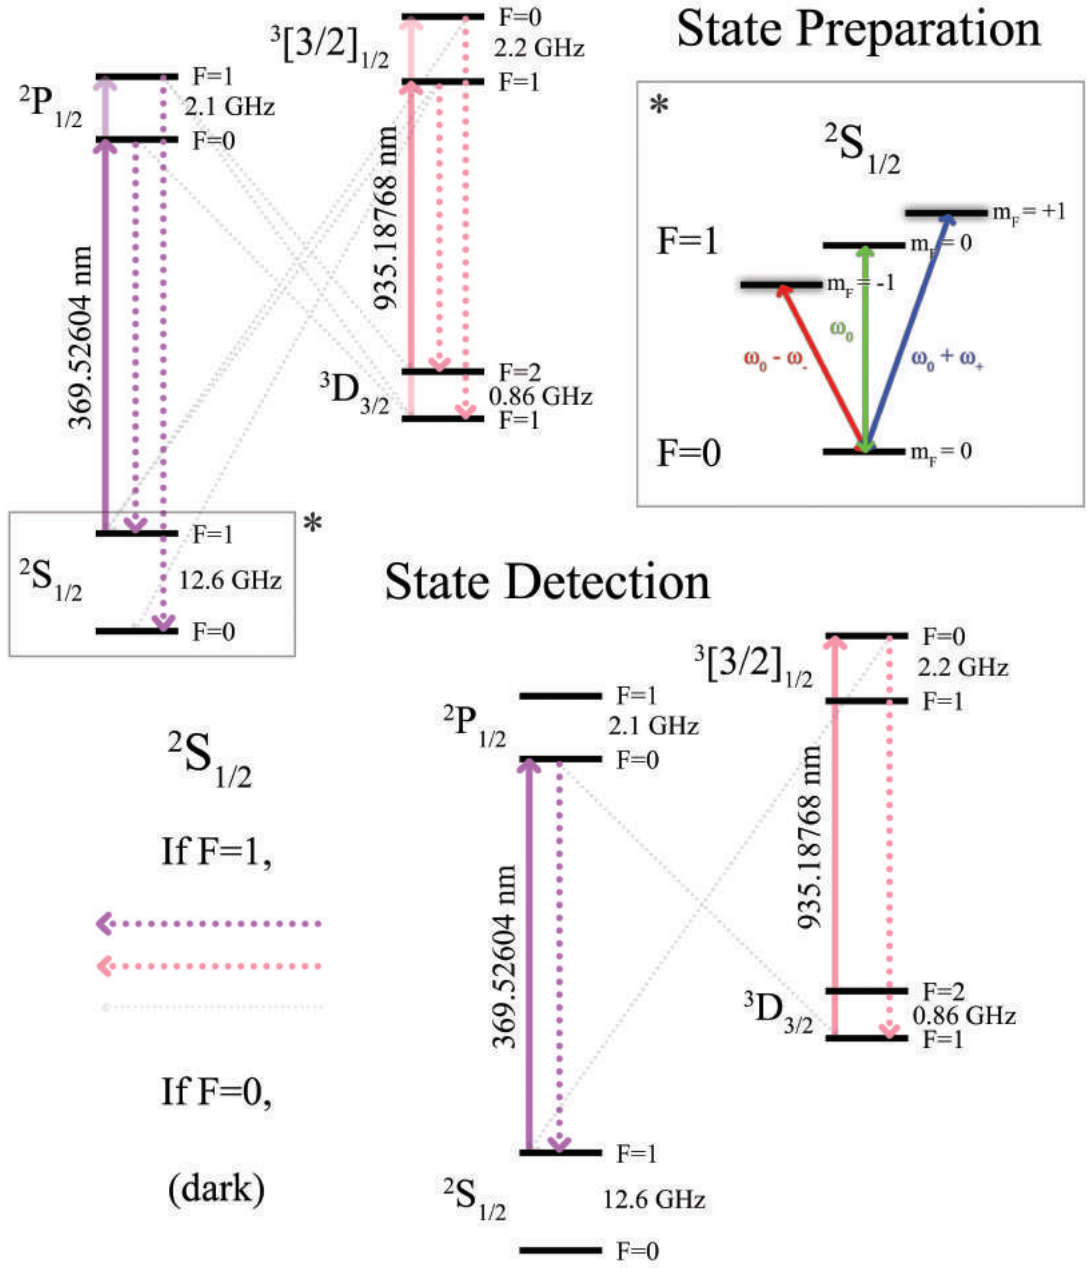 State Preparation
²P₁/₂
F=1
2.1 GHz
F=0
369.52604 nm
³[3/2]₁/₂
F=0
2.2 GHz
F=1
935.18768 nm
³D₃/₂
F=2
0.86 GHz
F=1
²S₁/₂
F=1
12.6 GHz
F=0
*
*
²S₁/₂
F=1
m_F = +1
m_F = 0
m_F = -1
ω₀ - ω₋
ω₀
ω₀ + ω₊
F=0
m_F = 0
State Detection
²S₁/₂
If F=1,
If F=0,
(dark)
²P₁/₂
F=1
2.1 GHz
F=0
369.52604 nm
³[3/2]₁/₂
F=0
2.2 GHz
F=1
935.18768 nm
³D₃/₂
F=2
0.86 GHz
F=1
²S₁/₂
F=1
12.6 GHz
F=0